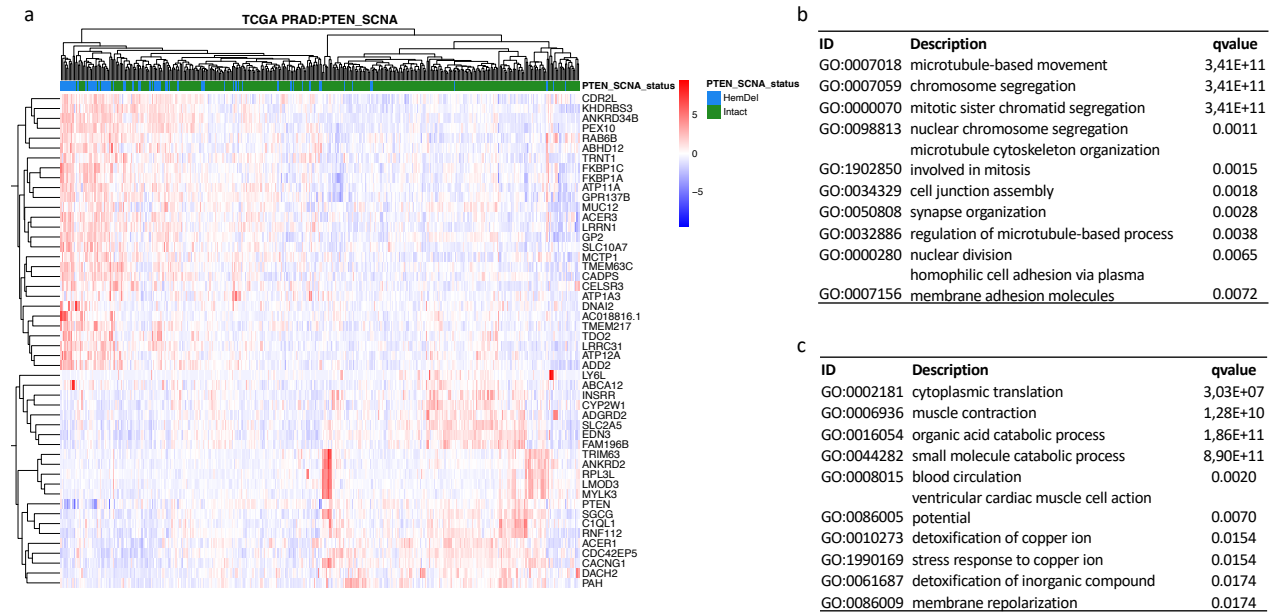 a
TCGA PRAD:PTEN_SCNA
PTEN_SCNA_status
CDR2L
KHDRBS3
ANKRD34B
PEX10
RAB6B
ABHD12
TRNT1
FKBP1C
FKBP1A
ATP11A
GPR137B
MUC12
ACER3
LRRN1
GP2
SLC10A7
MCTP1
TMEM63C
CADPS
CELSR3
ATP1A3
DNAI2
AC018816.1
TMEM217
TDO2
LRRC31
ATP12A
ADD2
LY6L
ABCA12
INSRR
CYP2W1
ADGRD2
SLC2A5
EDN3
FAM196B
TRIM63
ANKRD2
RPL3L
LMOD3
MYLK3
PTEN
SGCG
C1QL1
RNF112
ACER1
CDC42EP5
CACNG1
DACH2
PAH
5
0
−5
PTEN_SCNA_status
HemDel
Intact
b
ID Description qvalue
GO:0007018 microtubule-based movement 3,41E+11
GO:0007059 chromosome segregation 3,41E+11
GO:0000070 mitotic sister chromatid segregation 3,41E+11
GO:0098813 nuclear chromosome segregation 0.0011
microtubule cytoskeleton organization
GO:1902850 involved in mitosis 0.0015
GO:0034329 cell junction assembly 0.0018
GO:0050808 synapse organization 0.0028
GO:0032886 regulation of microtubule-based process 0.0038
GO:0000280 nuclear division 0.0065
homophilic cell adhesion via plasma
GO:0007156 membrane adhesion molecules 0.0072
c
ID Description qvalue
GO:0002181 cytoplasmic translation 3,03E+07
GO:0006936 muscle contraction 1,28E+10
GO:0016054 organic acid catabolic process 1,86E+11
GO:0044282 small molecule catabolic process 8,90E+11
GO:0008015 blood circulation 0.0020
ventricular cardiac muscle cell action
GO:0086005 potential 0.0070
GO:0010273 detoxification of copper ion 0.0154
GO:1990169 stress response to copper ion 0.0154
GO:0061687 detoxification of inorganic compound 0.0174
GO:0086009 membrane repolarization 0.0174